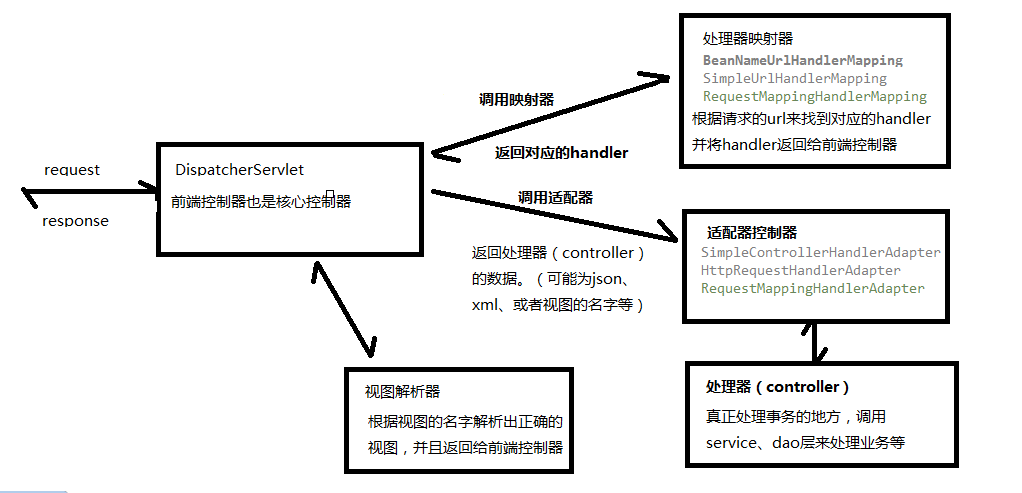 处理器映射器
BeanNameUrlHandlerMapping
SimpleUrlHandlerMapping
RequestMappingHandlerMapping
根据请求的url来找到对应的handler
并将handler返回给前端控制器
调用映射器
返回对应的handler
request
response
DispatcherServlet
前端控制器也是核心控制器
调用适配器
返回处理器（controller）
的数据。（可能为json、
xml、或者视图的名字等）
适配器控制器
SimpleControllerHandlerAdapter
HttpRequestHandlerAdapter
RequestMappingHandlerAdapter
视图解析器
根据视图的名字解析出正确的
视图，并且返回给前端控制器
处理器（controller）
真正处理事务的地方，调用
service、dao层来处理业务等